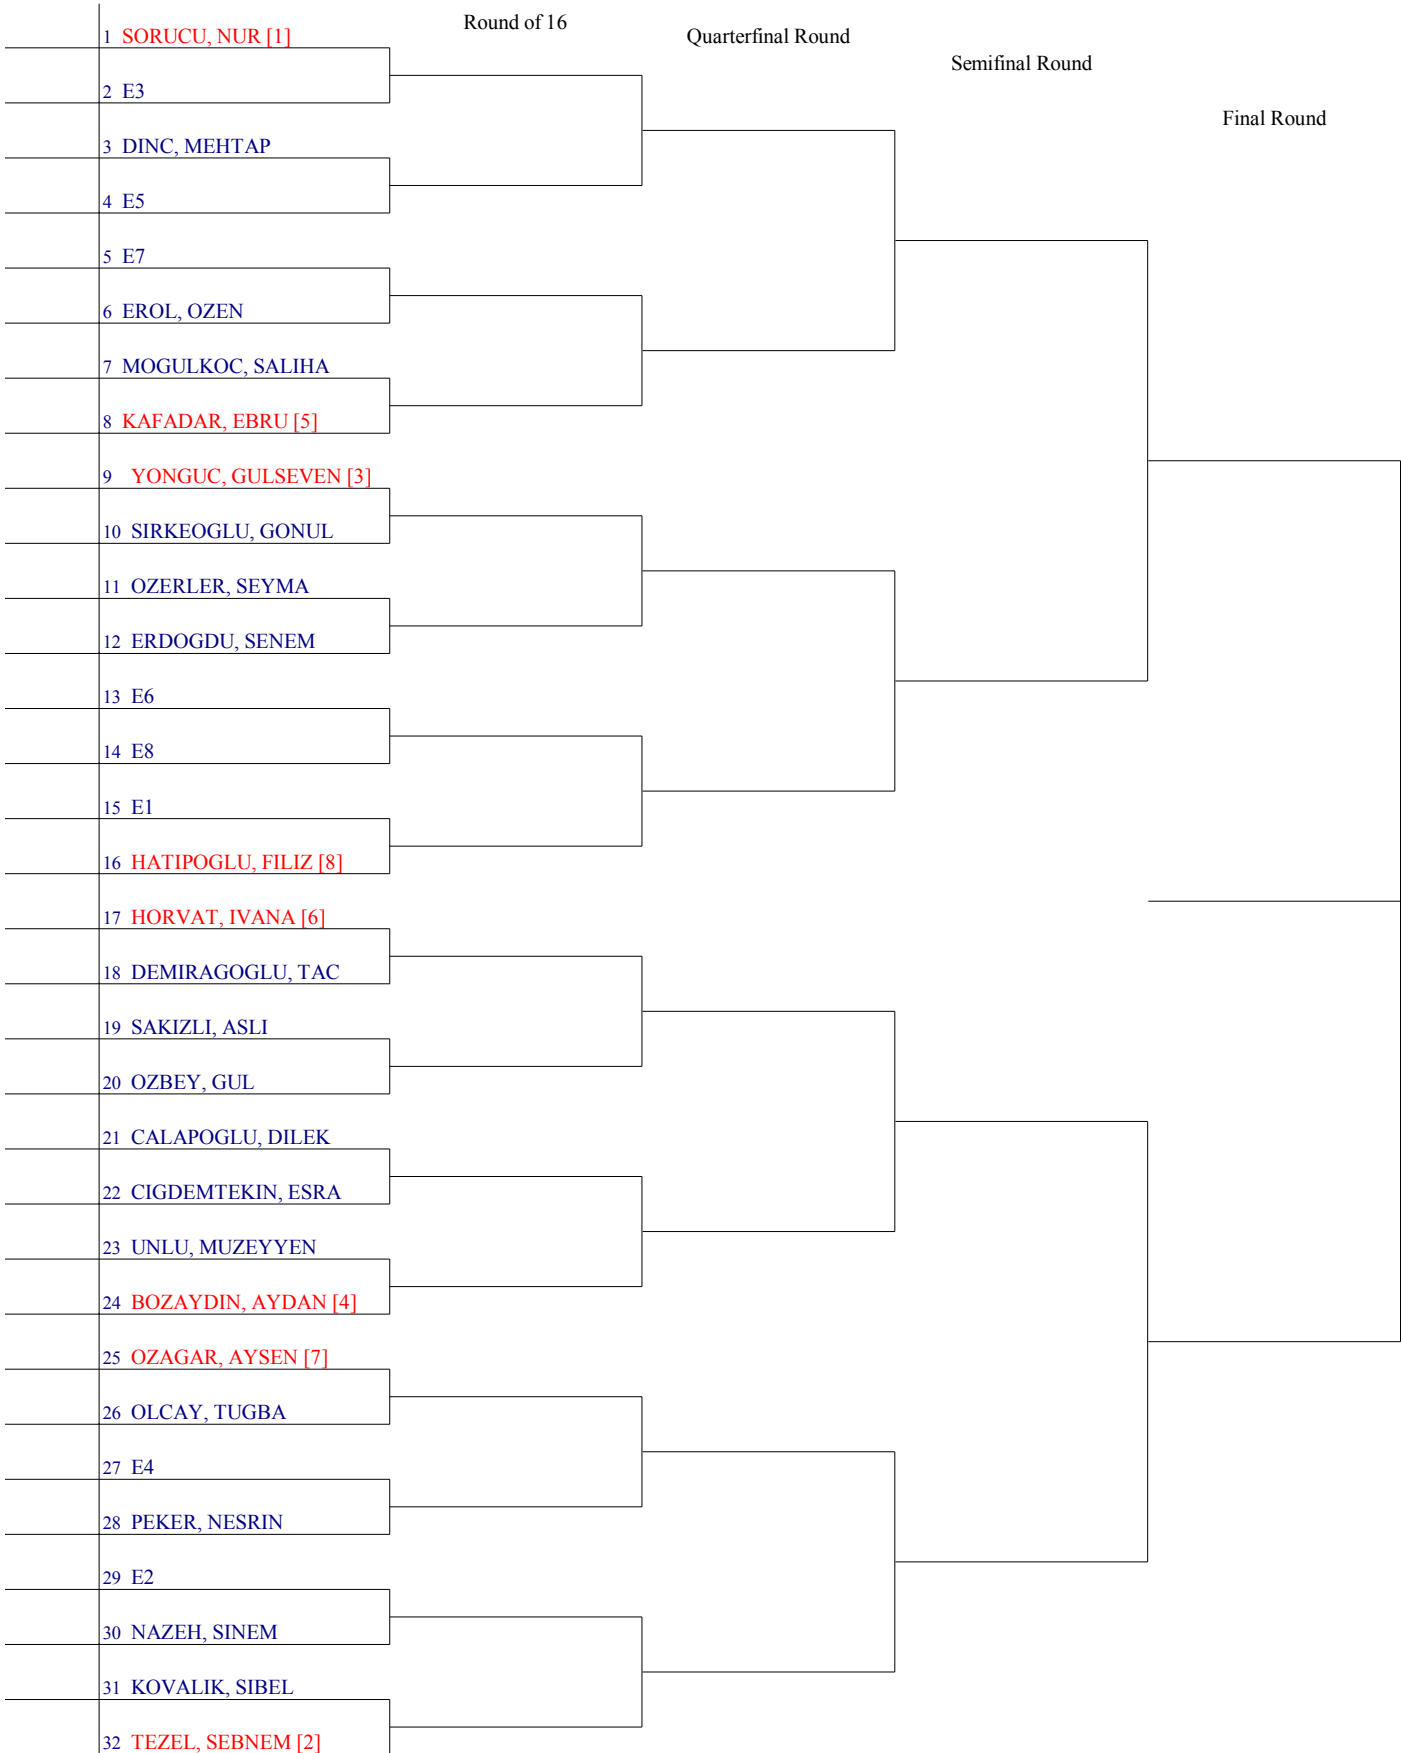 Round of 16
Quarterfinal Round
Semifinal Round
Final Round
1 SORUCU, NUR [1]
2 E3
3 DINC, MEHTAP
4 E5
5 E7
6 EROL, OZEN
7 MOGULKOC, SALIHA
8 KAFADAR, EBRU [5]
9 YONGUC, GULSEVEN [3]
10 SIRKEOGLU, GONUL
11 OZERLER, SEYMA
12 ERDOGDU, SENEM
13 E6
14 E8
15 E1
16 HATIPOGLU, FILIZ [8]
17 HORVAT, IVANA [6]
18 DEMIRAGOGLU, TAC
19 SAKIZLI, ASLI
20 OZBEY, GUL
21 CALAPOGLU, DILEK
22 CIGDEMTEKIN, ESRA
23 UNLU, MUZEYYEN
24 BOZAYDIN, AYDAN [4]
25 OZAGAR, AYSEN [7]
26 OLCAY, TUGBA
27 E4
28 PEKER, NESRIN
29 E2
30 NAZEH, SINEM
31 KOVALIK, SIBEL
32 TEZEL, SEBNEM [2]